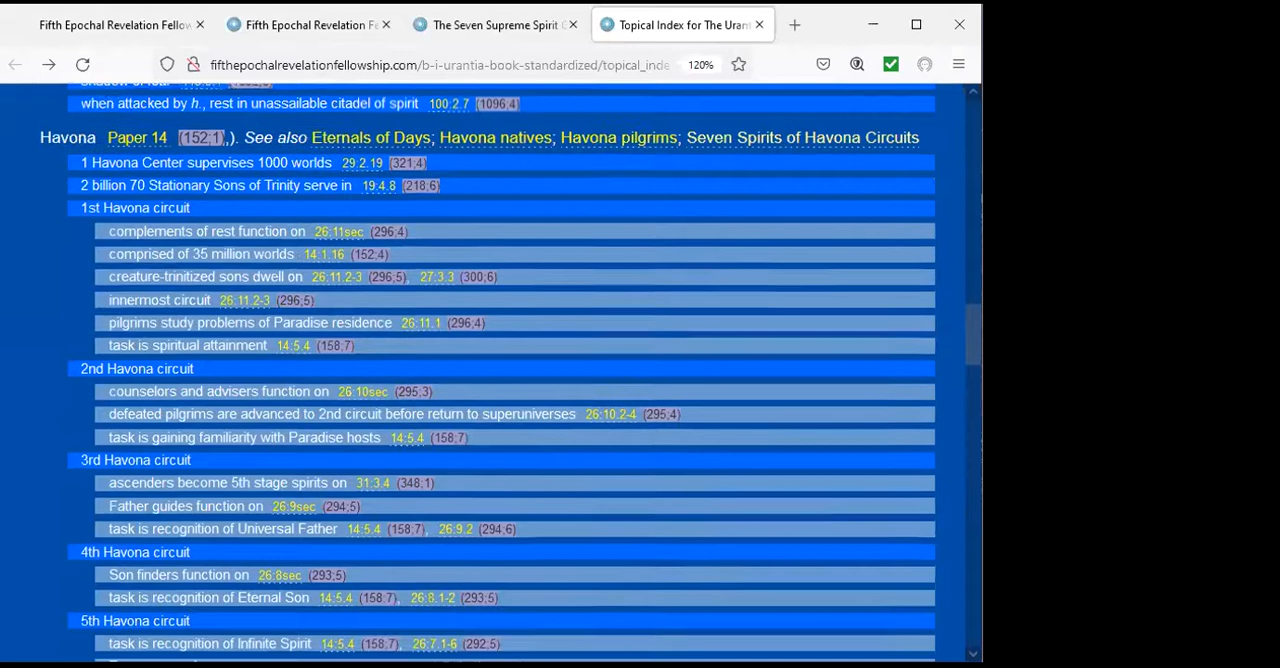 Fifth Epochal Revelation Fellow
Fifth Epochal Revelation Fe
The Seven Supreme Spirit
Topical Index for The Urant
fifthepochalrevelationfellowship.com/b-i-urantia-book-standardized/topical_inde
120%
when attacked by h., rest in unassailable citadel of spirit 100:2.7 (1096;4)
Havona Paper 14 (152;1),). See also Eternals of Days; Havona natives; Havona pilgrims; Seven Spirits of Havona Circuits
1 Havona Center supervises 1000 worlds 29:2.19 (321;4)
2 billion 70 Stationary Sons of Trinity serve in 19:4.8 (218;6)
1st Havona circuit
complements of rest function on 26:11sec (296;4)
comprised of 35 million worlds 14:1.16 (152;4)
creature-trinitized sons dwell on 26:11.2-3 (296;5), 27:3.3 (300;6)
innermost circuit 26:11.2-3 (296;5)
pilgrims study problems of Paradise residence 26:11.1 (296;4)
task is spiritual attainment 14:5.4 (158;7)
2nd Havona circuit
counselors and advisers function on 26:10sec (295;3)
defeated pilgrims are advanced to 2nd circuit before return to superuniverses 26:10.2-4 (295;4)
task is gaining familiarity with Paradise hosts 14:5.4 (158;7)
3rd Havona circuit
ascenders become 5th stage spirits on 31:3.4 (348;1)
Father guides function on 26:9sec (294;5)
task is recognition of Universal Father 14:5.4 (158;7), 26:9.2 (294;6)
4th Havona circuit
Son finders function on 26:8sec (293;5)
task is recognition of Eternal Son 14:5.4 (158;7), 26:8.1-2 (293;5)
5th Havona circuit
task is recognition of Infinite Spirit 14:5.4 (158;7), 26:7.1-6 (292;5)